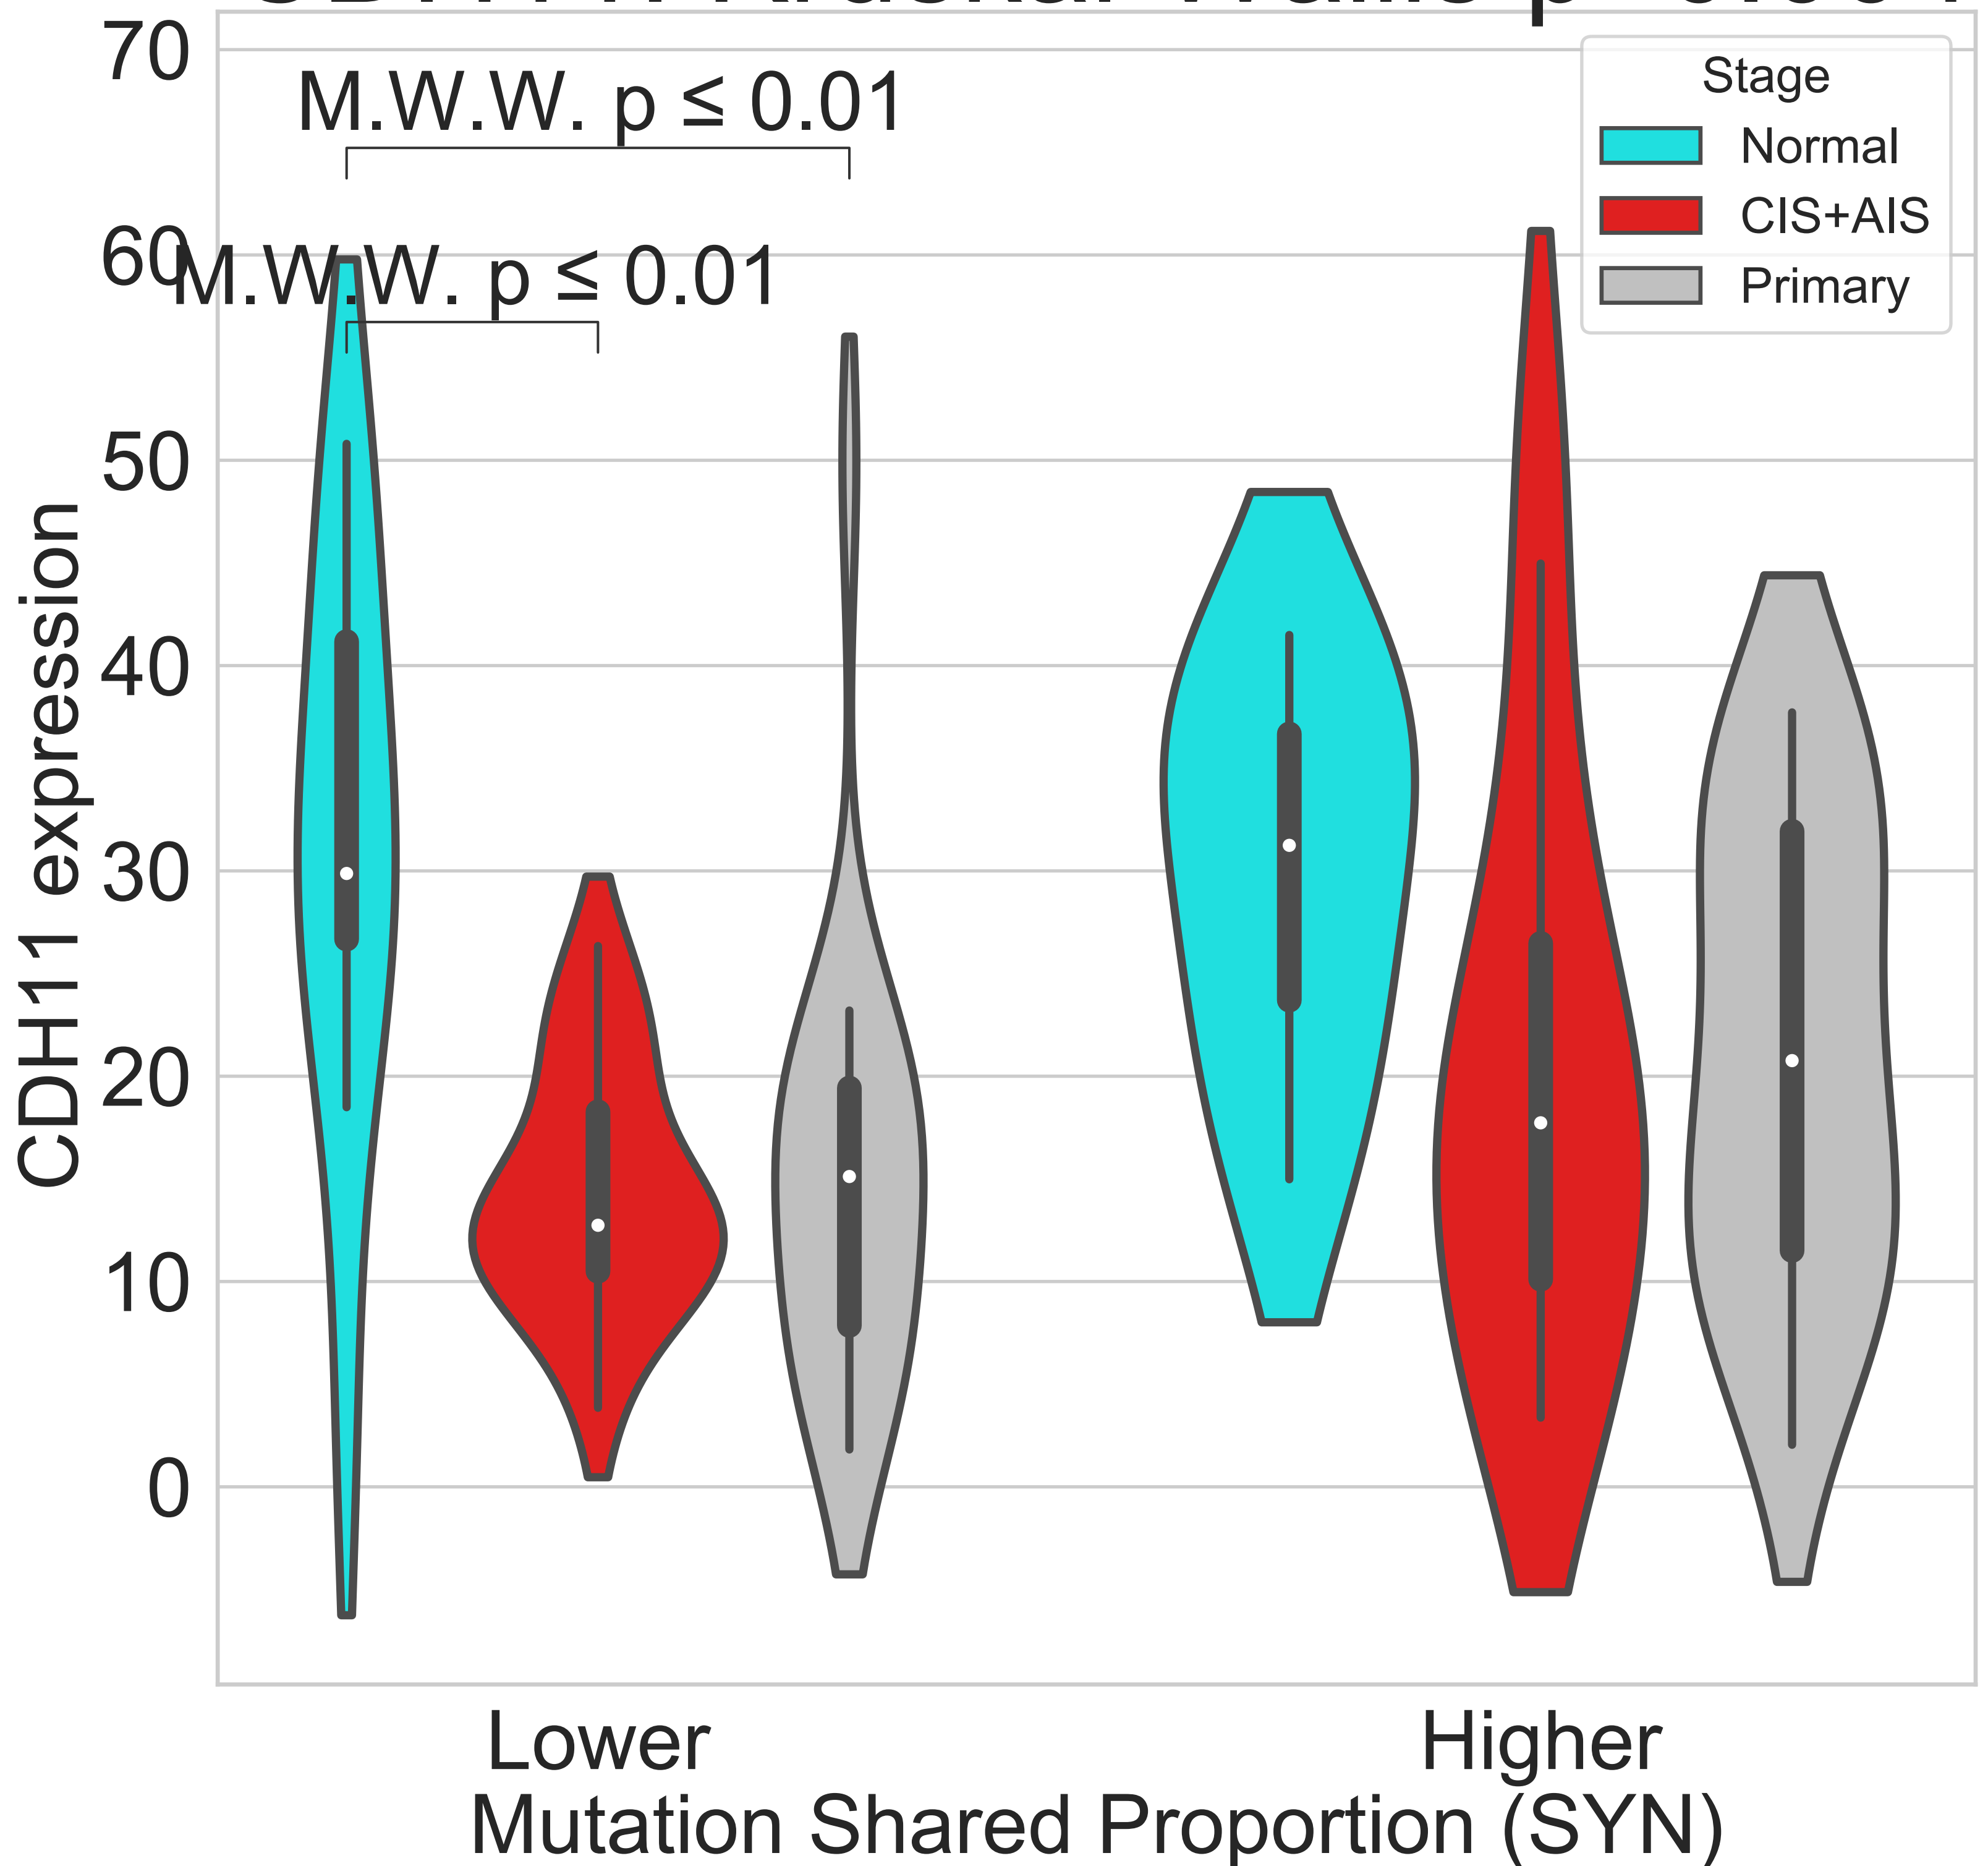 70
60
50
40
30
20
10
0
CDH11 expression
M.W.W. p ≤ 0.01
M.W.W. p ≤ 0.01
Stage
Normal
CIS+AIS
Primary
Lower
Higher
Mutation Shared Proportion (SYN)